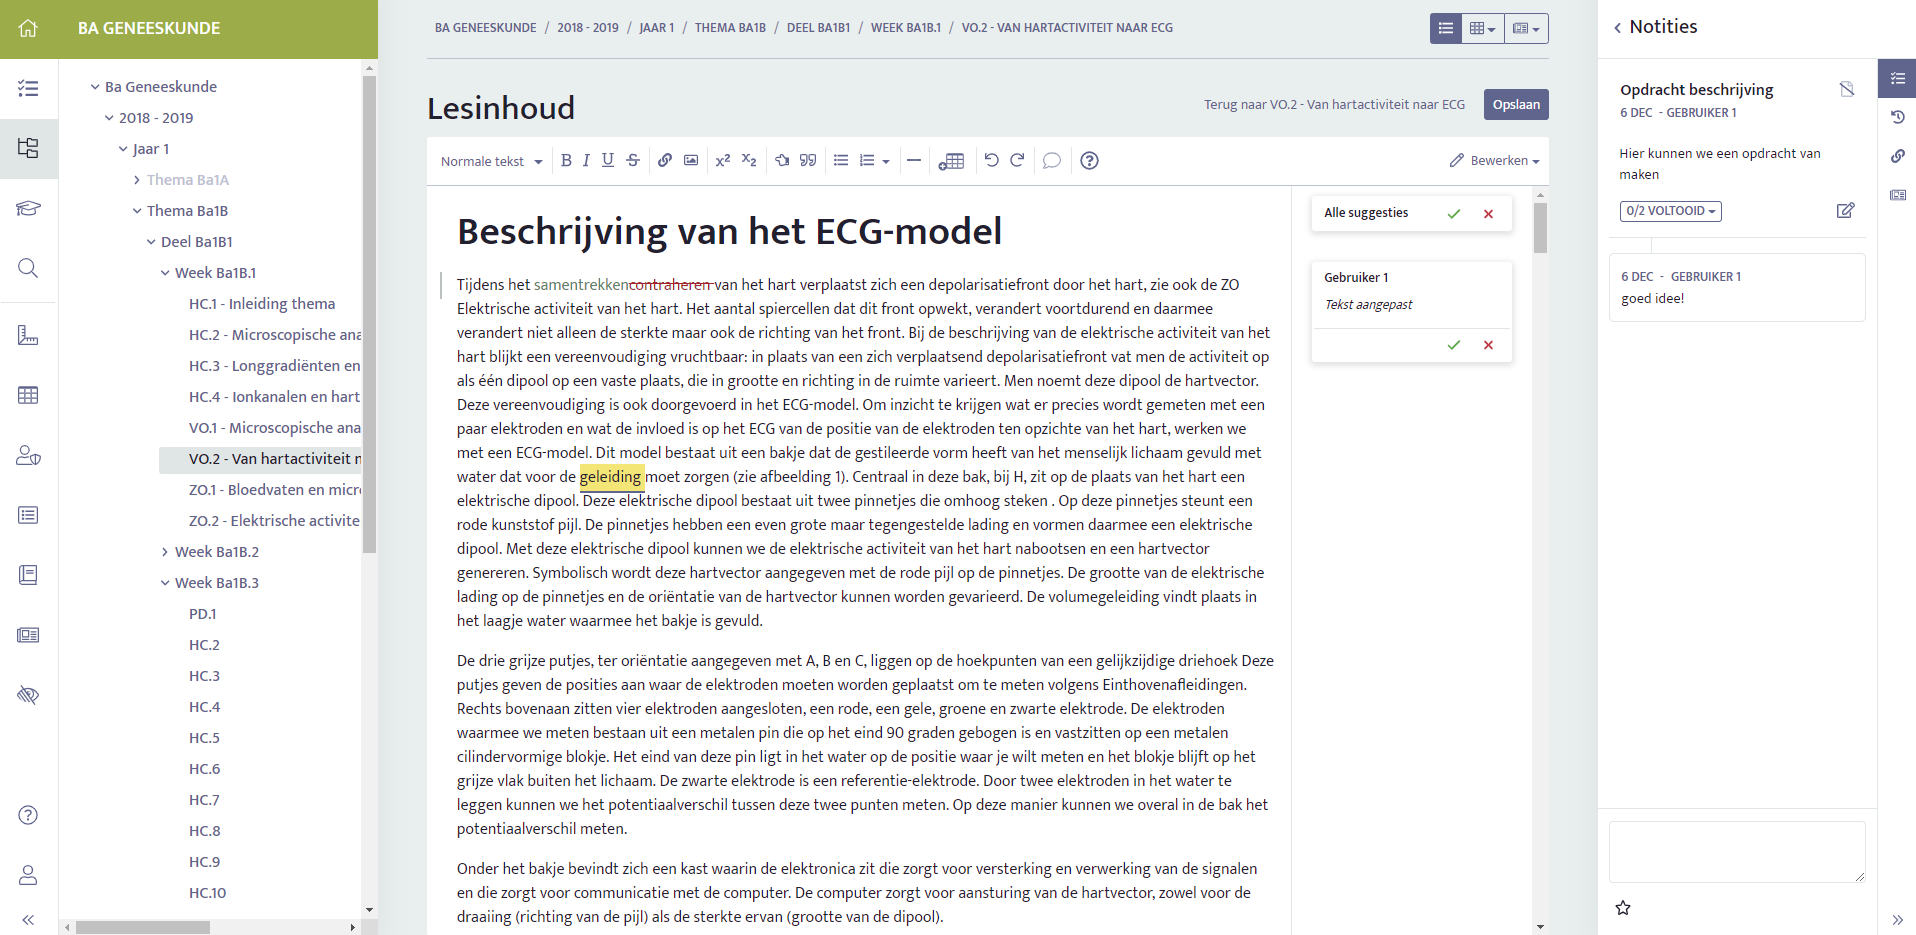 BA GENEESKUNDE
Ba Geneeskunde
2018 - 2019
Jaar 1
Thema Ba1A
Thema Ba1B
Deel Ba1B1
Week Ba1B.1
HC.1 - Inleiding thema
HC.2 - Microscopische ana
HC.3 - Longgradiënten en
HC.4 - Ionkanalen en hart
VO.1 - Microscopische ana
VO.2 - Van hartactiviteit n
ZO.1 - Bloedvaten en micr
ZO.2 - Elektrische activite
Week Ba1B.2
Week Ba1B.3
PD.1
HC.2
HC.3
HC.4
HC.5
HC.6
HC.7
HC.8
HC.9
HC.10
BA GENEESKUNDE / 2018 - 2019 / JAAR 1 / THEMA BA1B / DEEL BA1B1 / WEEK BA1B.1 / VO.2 - VAN HARTACTIVITEIT NAAR ECG
Lesinhoud
Terug naar VO.2 - Van hartactiviteit naar ECG
Opslaan
Normale tekst
B I U S x² x₂
Bewerken
Beschrijving van het ECG-model
Tijdens het samentrekkencontraheren van het hart verplaatst zich een depolarisatiefront door het hart, zie ook de ZO
Elektrische activiteit van het hart. Het aantal spiercellen dat dit front opwekt, verandert voortdurend en daarmee
verandert niet alleen de sterkte maar ook de richting van het front. Bij de beschrijving van de elektrische activiteit van het
hart blijkt een vereenvoudiging vruchtbaar: in plaats van een zich verplaatsend depolarisatiefront vat men de activiteit op
als één dipool op een vaste plaats, die in grootte en richting in de ruimte varieert. Men noemt deze dipool de hartvector.
Deze vereenvoudiging is ook doorgevoerd in het ECG-model. Om inzicht te krijgen wat er precies wordt gemeten met een
paar elektroden en wat de invloed is op het ECG van de positie van de elektroden ten opzichte van het hart, werken we
met een ECG-model. Dit model bestaat uit een bakje dat de gestileerde vorm heeft van het menselijk lichaam gevuld met
water dat voor de geleiding moet zorgen (zie afbeelding 1). Centraal in deze bak, bij H, zit op de plaats van het hart een
elektrische dipool. Deze elektrische dipool bestaat uit twee pinnetjes die omhoog steken . Op deze pinnetjes steunt een
rode kunststof pijl. De pinnetjes hebben een even grote maar tegengestelde lading en vormen daarmee een elektrische
dipool. Met deze elektrische dipool kunnen we de elektrische activiteit van het hart nabootsen en een hartvector
genereren. Symbolisch wordt deze hartvector aangegeven met de rode pijl op de pinnetjes. De grootte van de elektrische
lading op de pinnetjes en de oriëntatie van de hartvector kunnen worden gevarieerd. De volumegeleiding vindt plaats in
het laagje water waarmee het bakje is gevuld.
De drie grijze putjes, ter oriëntatie aangegeven met A, B en C, liggen op de hoekpunten van een gelijkzijdige driehoek Deze
putjes geven de posities aan waar de elektroden moeten worden geplaatst om te meten volgens Einthovenafleidingen.
Rechts bovenaan zitten vier elektroden aangesloten, een rode, een gele, groene en zwarte elektrode. De elektroden
waarmee we meten bestaan uit een metalen pin die op het eind 90 graden gebogen is en vastzitten op een metalen
cilindervormige blokje. Het eind van deze pin ligt in het water op de positie waar je wilt meten en het blokje blijft op het
grijze vlak buiten het lichaam. De zwarte elektrode is een referentie-elektrode. Door twee elektroden in het water te
leggen kunnen we het potentiaalverschil tussen deze twee punten meten. Op deze manier kunnen we overal in de bak het
potentiaalverschil meten.
Onder het bakje bevindt zich een kast waarin de elektronica zit die zorgt voor versterking en verwerking van de signalen
en die zorgt voor communicatie met de computer. De computer zorgt voor aansturing van de hartvector, zowel voor de
draaiing (richting van de pijl) als de sterkte ervan (grootte van de dipool).
Alle suggesties
Gebruiker 1
Tekst aangepast
Notities
Opdracht beschrijving
6 DEC - GEBRUIKER 1
Hier kunnen we een opdracht van
maken
0/2 VOLTOOID
6 DEC - GEBRUIKER 1
goed idee!